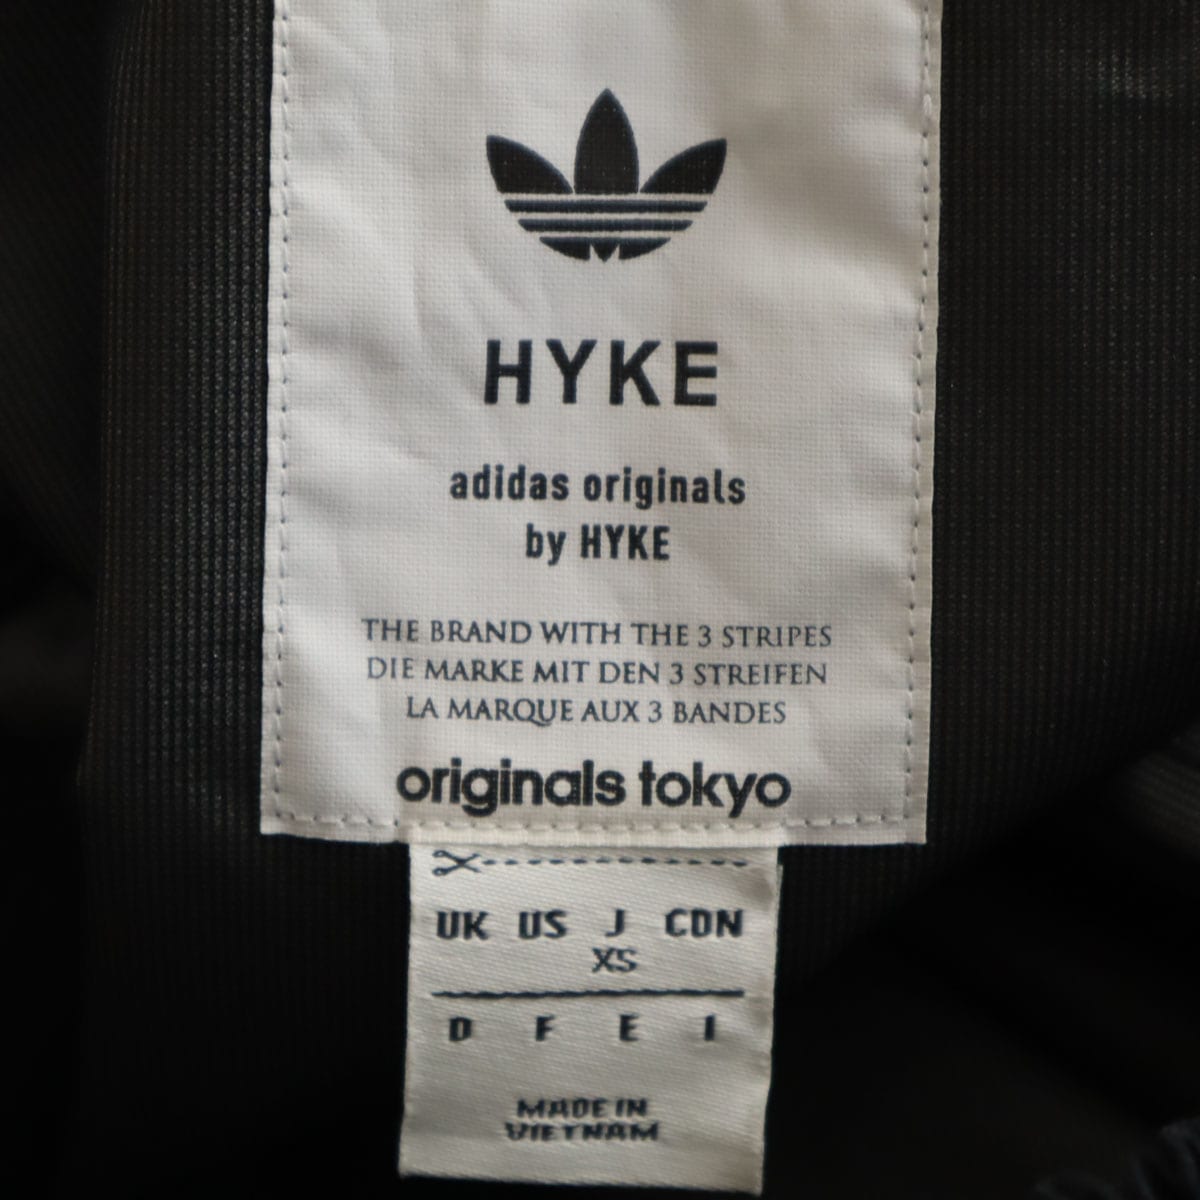 HYKE
adidas originals
by HYKE
THE BRAND WITH THE 3 STRIPES
DIE MARKE MIT DEN 3 STREIFEN
LA MARQUE AUX 3 BANDES
originals tokyo
UK US J CDN
XS
D F E I
MADE IN
VIETNAM